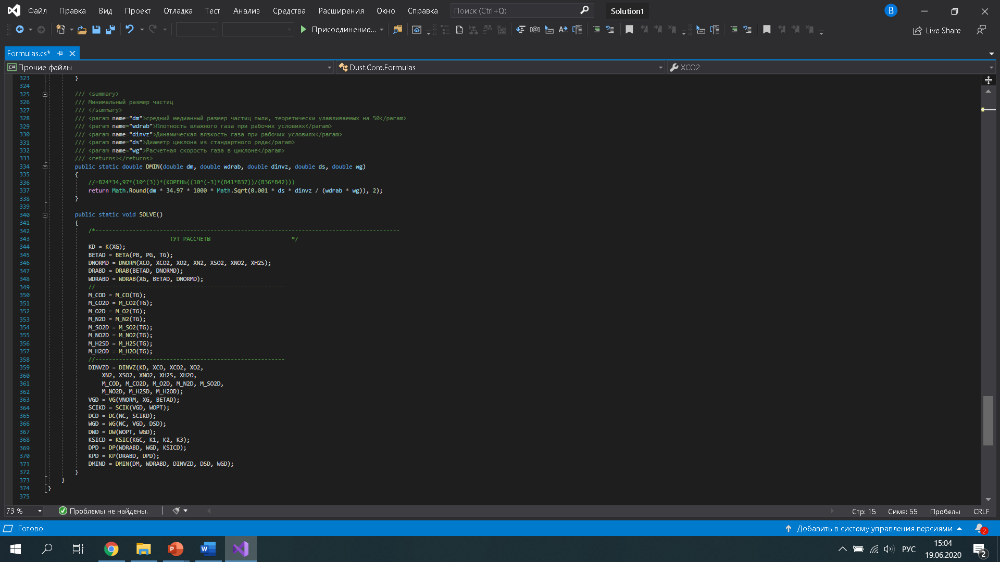 Файл Правка Вид Проект Отладка Тест Анализ Средства Расширения Окно Справка Поиск (Ctrl+Q) Solution1 B
Присоединение... Live Share
Formulas.cs*
C# Прочие файлы Dust.Core.Formulas XCO2
323 }
324
325 /// <summary>
326 /// Минимальный размер частиц
327 /// </summary>
328 /// <param name="dm">средний медианный размер частиц пыли, теоретически улавливаемых на 50</param>
329 /// <param name="wdrab">Плотность влажного газа при рабочих условиях</param>
330 /// <param name="dinvz">Динамическая вязкость газа при рабочих условиях</param>
331 /// <param name="ds">Диаметр циклона из стандартного ряда</param>
332 /// <param name="wg">Расчетная скорость газа в циклоне</param>
333 /// <returns></returns>
334 public static double DMIN(double dm, double wdrab, double dinvz, double ds, double wg)
335 {
336 //=B24*34,97*(10^(3))*(КОРЕНЬ((10^(-3)*(B41*B37))/(B36*B42)))
337 return Math.Round(dm * 34.97 * 1000 * Math.Sqrt(0.001 * ds * dinvz / (wdrab * wg)), 2);
338 }
339
340 public static void SOLVE()
341 {
342 /*------------------------------------------------------------------------------------------
343 ТУТ РАССЧЕТЫ */
344 KD = K(XG);
345 BETAD = BETA(PB, PG, TG);
346 DNORMD = DNORM(XCO, XCO2, XO2, XN2, XSO2, XNO2, XH2S);
347 DRABD = DRAB(BETAD, DNORMD);
348 WDRABD = WDRAB(XG, BETAD, DNORMD);
349 //--------------------------------------------------------
350 M_COD = M_CO(TG);
351 M_CO2D = M_CO2(TG);
352 M_O2D = M_O2(TG);
353 M_N2D = M_N2(TG);
354 M_SO2D = M_SO2(TG);
355 M_NO2D = M_NO2(TG);
356 M_H2SD = M_H2S(TG);
357 M_H2OD = M_H2O(TG);
358 //--------------------------------------------------------
359 DINVZD = DINVZ(KD, XCO, XCO2, XO2,
360 XN2, XSO2, XNO2, XH2S, XH2O,
361 M_COD, M_CO2D, M_O2D, M_N2D, M_SO2D,
362 M_NO2D, M_H2SD, M_H2OD);
363 VGD = VG(VNORM, XG, BETAD);
364 SCIKD = SCIK(VGD, WOPT);
365 DCD = DC(NC, SCIKD);
366 WGD = WG(NC, VGD, DSD);
367 DWD = DW(WOPT, WGD);
368 KSICD = KSIC(KGC, K1, K2, K3);
369 DPD = DP(WDRABD, WGD, KSICD);
370 KPD = KP(DRABD, DPD);
371 DMIND = DMIN(DM, WDRABD, DINVZD, DSD, WGD);
372 }
373 }
374 }
375
73 % Проблемы не найдены. Стр: 15 Симв: 55 Пробелы CRLF
Готово Добавить в систему управления версиями 2
РУС 15:04
19.06.2020 2